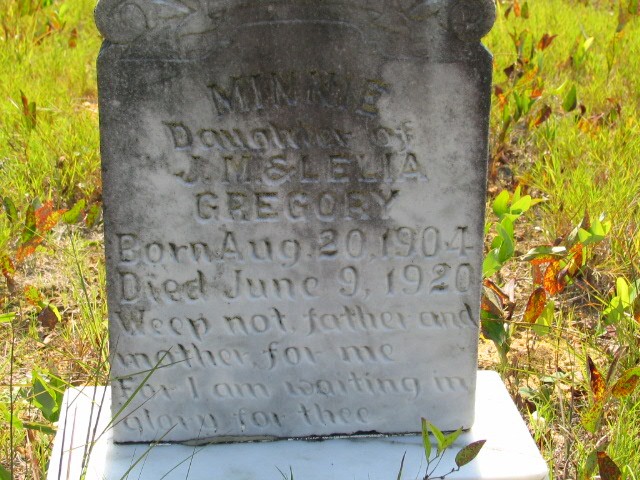 MINNIE
Daughter of
J. M. & LELIA
GREGORY
Born Aug. 20, 1904
Died June 9, 1920
Weep not, father and
mother, for me
For I am waiting in
glory for thee